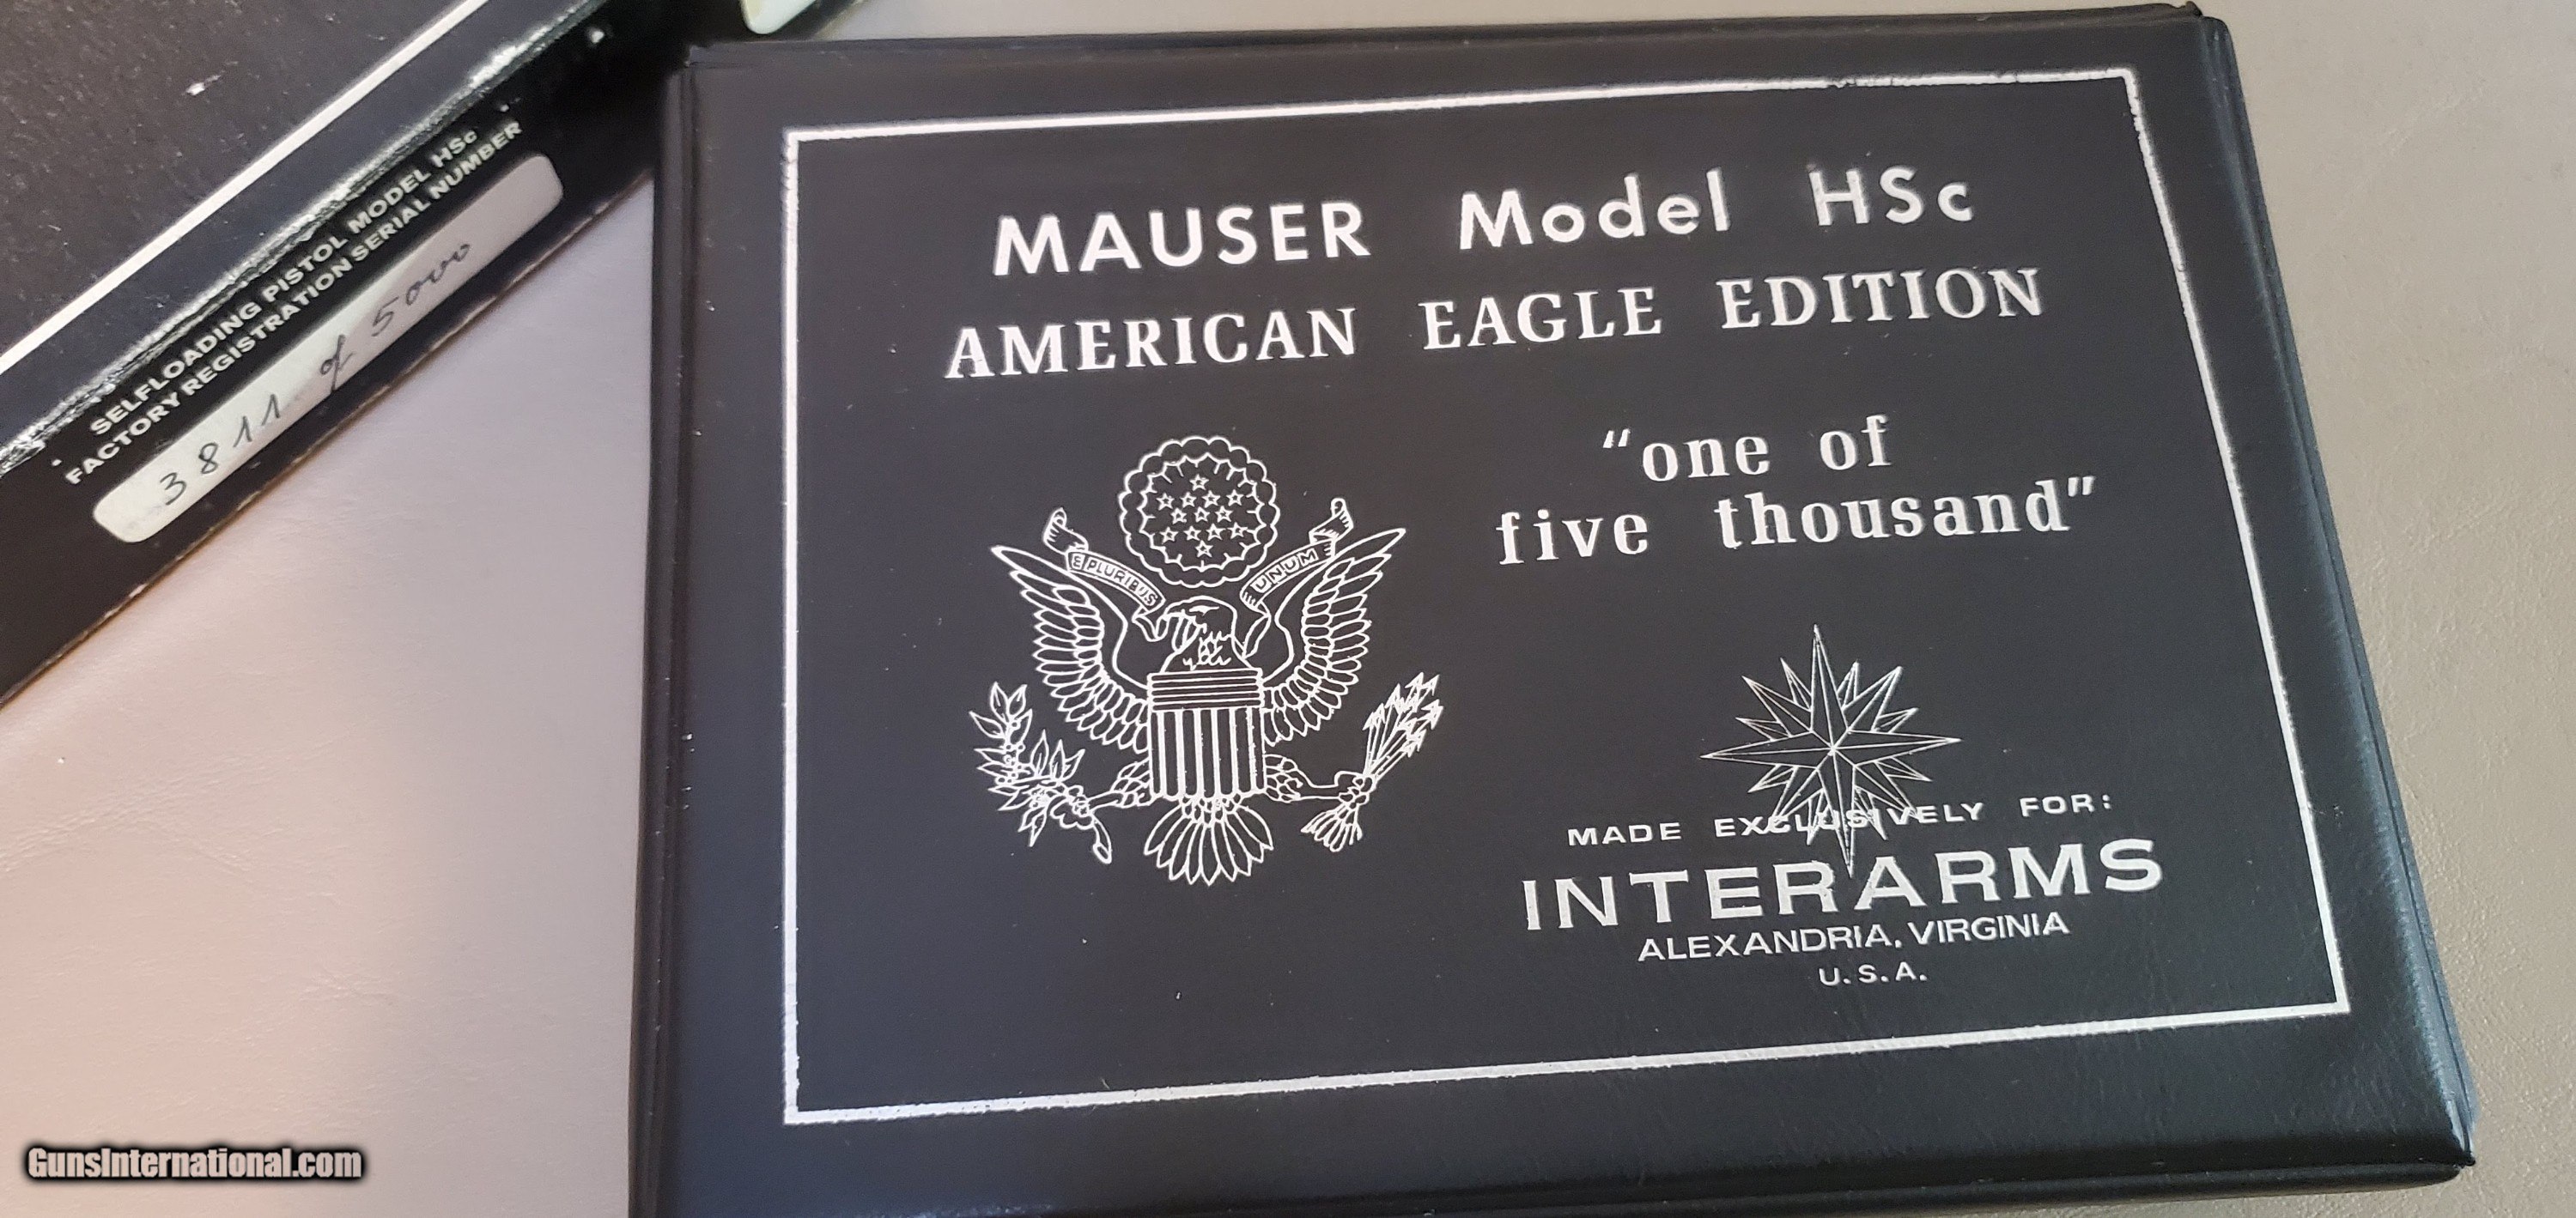 SELFLOADING PISTOL MODEL HSc
FACTORY REGISTRATION SERIAL NUMBER
3811 of 5000
MAUSER Model HSc
AMERICAN EAGLE EDITION
"one of
five thousand"
E PLURIBUS UNUM
MADE EXCLUSIVELY FOR:
INTERARMS
ALEXANDRIA, VIRGINIA
U.S.A.
GunsInternational.com